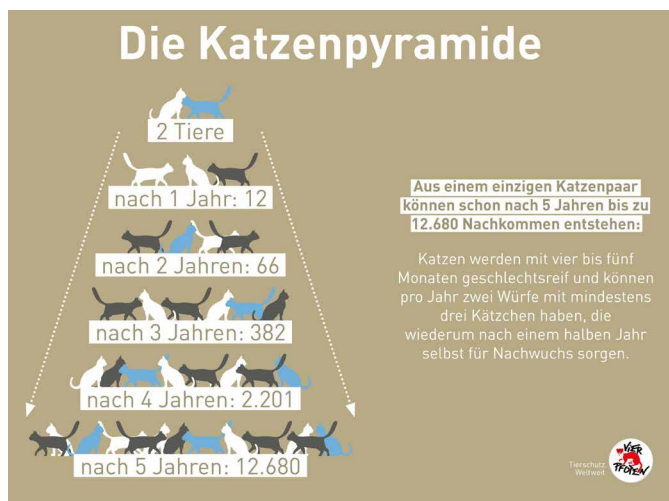 Die Katzenpyramide
2 Tiere
nach 1 Jahr: 12
nach 2 Jahren: 66
nach 3 Jahren: 382
nach 4 Jahren: 2.201
nach 5 Jahren: 12.680
Aus einem einzigen Katzenpaar
können schon nach 5 Jahren bis zu
12.680 Nachkommen entstehen:
Katzen werden mit vier bis fünf
Monaten geschlechtsreif und können
pro Jahr zwei Würfe mit mindestens
drei Kätzchen haben, die
wiederum nach einem halben Jahr
selbst für Nachwuchs sorgen.
Tierschutz
Weltweit
VIER
PFOTEN